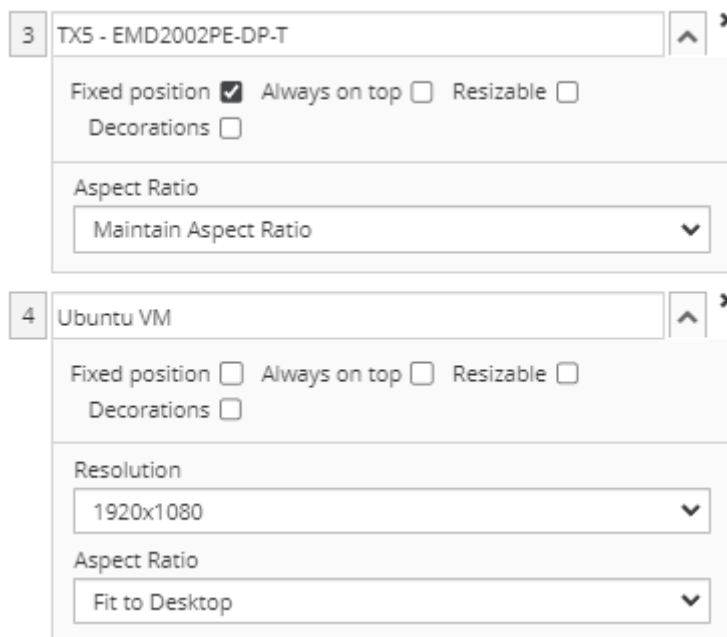 3 TX5 - EMD2002PE-DP-T
Fixed position Always on top Resizable
Decorations
Aspect Ratio
Maintain Aspect Ratio
4 Ubuntu VM
Fixed position Always on top Resizable
Decorations
Resolution
1920x1080
Aspect Ratio
Fit to Desktop